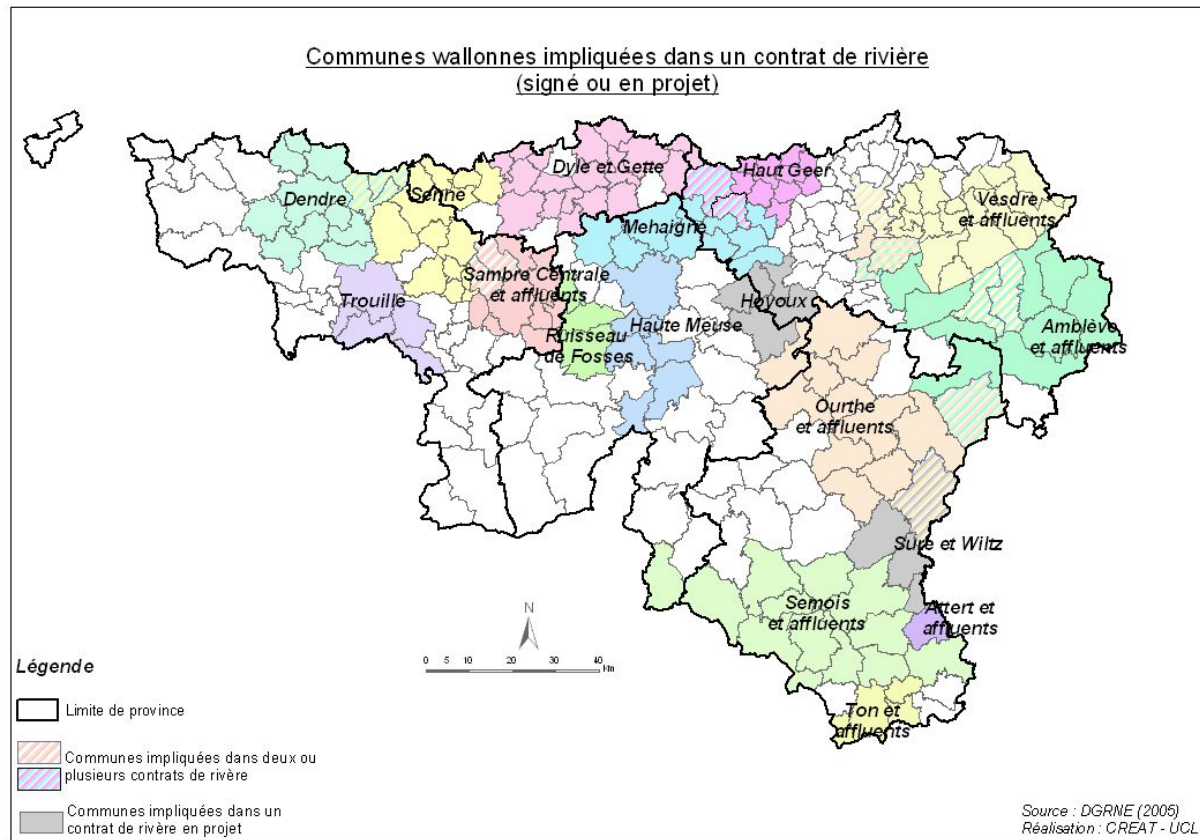 Communes wallonnes impliquées dans un contrat de rivière
(signé ou en projet)
Dyle et Gette
Haut Geer
Dendre
Senne
Vesdre
et affluents
Mehaigne
Sambre Centrale
et affluents
Trouille
Hoyoux
Ruisseau
de Fosses
Haute Meuse
Amblève
et affluents
Ourthe
et affluents
Sûre et Wiltz
Semois
et affluents
Attert et
affluents
Ton et
affluents
N
0 5 10 20 30 40
km
Légende
Limite de province
Communes impliquées dans deux ou
plusieurs contrats de rivère
Communes impliquées dans un
contrat de rivère en projet
Source : DGRNE (2005)
Réalisation : CREAT - UCL